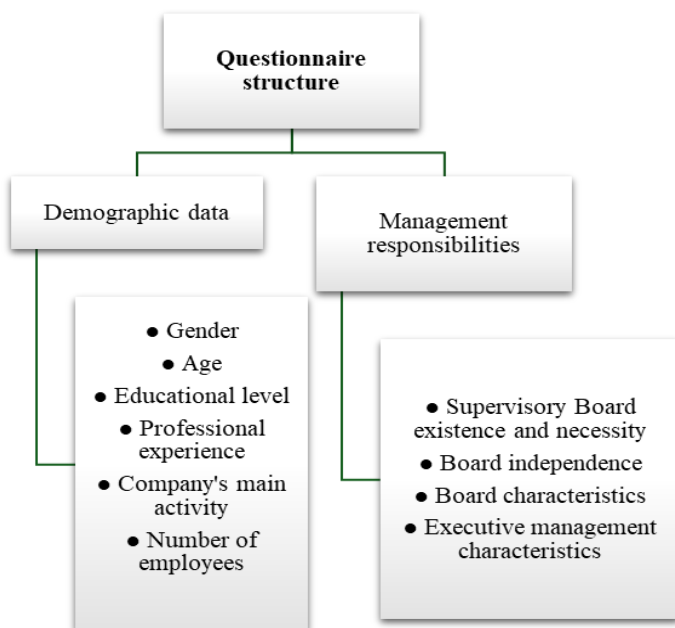 Questionnaire
structure
Demographic data
Management
responsibilities
● Gender
● Age
● Educational level
● Professional
experience
● Company's main
activity
● Number of
employees
● Supervisory Board
existence and necessity
● Board independence
● Board characteristics
● Executive management
characteristics